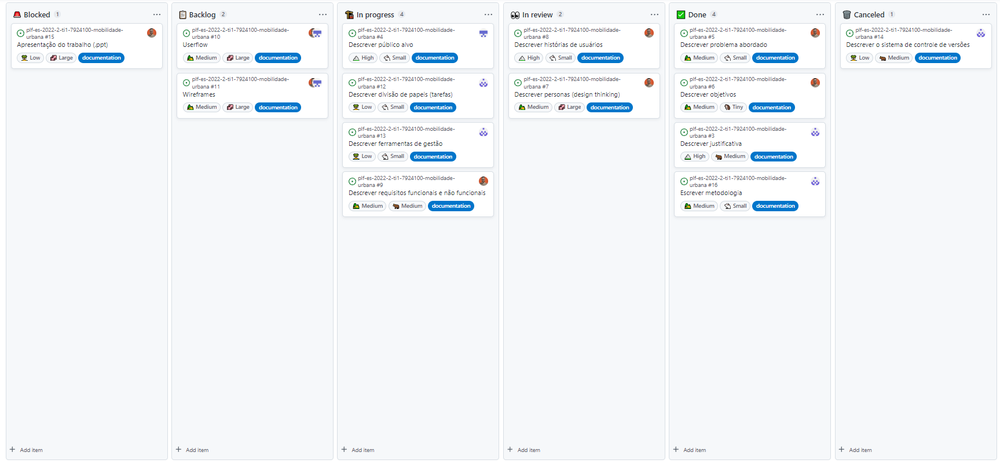 Blocked 1
plf-es-2022-2-ti1-7924100-mobilidade-
urbana #15
Apresentação do trabalho (.ppt)
Low Large documentation
Add item
Backlog 2
plf-es-2022-2-ti1-7924100-mobilidade-
urbana #10
Userflow
Medium Large documentation
plf-es-2022-2-ti1-7924100-mobilidade-
urbana #11
Wireframes
Medium Large documentation
Add item
In progress 4
plf-es-2022-2-ti1-7924100-mobilidade-
urbana #4
Descrever público alvo
High Small documentation
plf-es-2022-2-ti1-7924100-mobilidade-
urbana #12
Descrever divisão de papeis (tarefas)
Low Small documentation
plf-es-2022-2-ti1-7924100-mobilidade-
urbana #13
Descrever ferramentas de gestão
Low Small documentation
plf-es-2022-2-ti1-7924100-mobilidade-
urbana #9
Descrever requisitos funcionais e não funcionais
Medium Medium documentation
Add item
In review 2
plf-es-2022-2-ti1-7924100-mobilidade-
urbana #8
Descrever histórias de usuários
High Small documentation
plf-es-2022-2-ti1-7924100-mobilidade-
urbana #7
Descrever personas (design thinking)
Medium Large documentation
Add item
Done 4
plf-es-2022-2-ti1-7924100-mobilidade-
urbana #5
Descrever problema abordado
Medium Small documentation
plf-es-2022-2-ti1-7924100-mobilidade-
urbana #6
Descrever objetivos
Medium Tiny documentation
plf-es-2022-2-ti1-7924100-mobilidade-
urbana #3
Descrever justificativa
High Medium documentation
plf-es-2022-2-ti1-7924100-mobilidade-
urbana #16
Escrever metodologia
Medium Small documentation
Add item
Canceled 1
plf-es-2022-2-ti1-7924100-mobilidade-
urbana #14
Descrever o sistema de controle de versões
Low Medium documentation
Add item